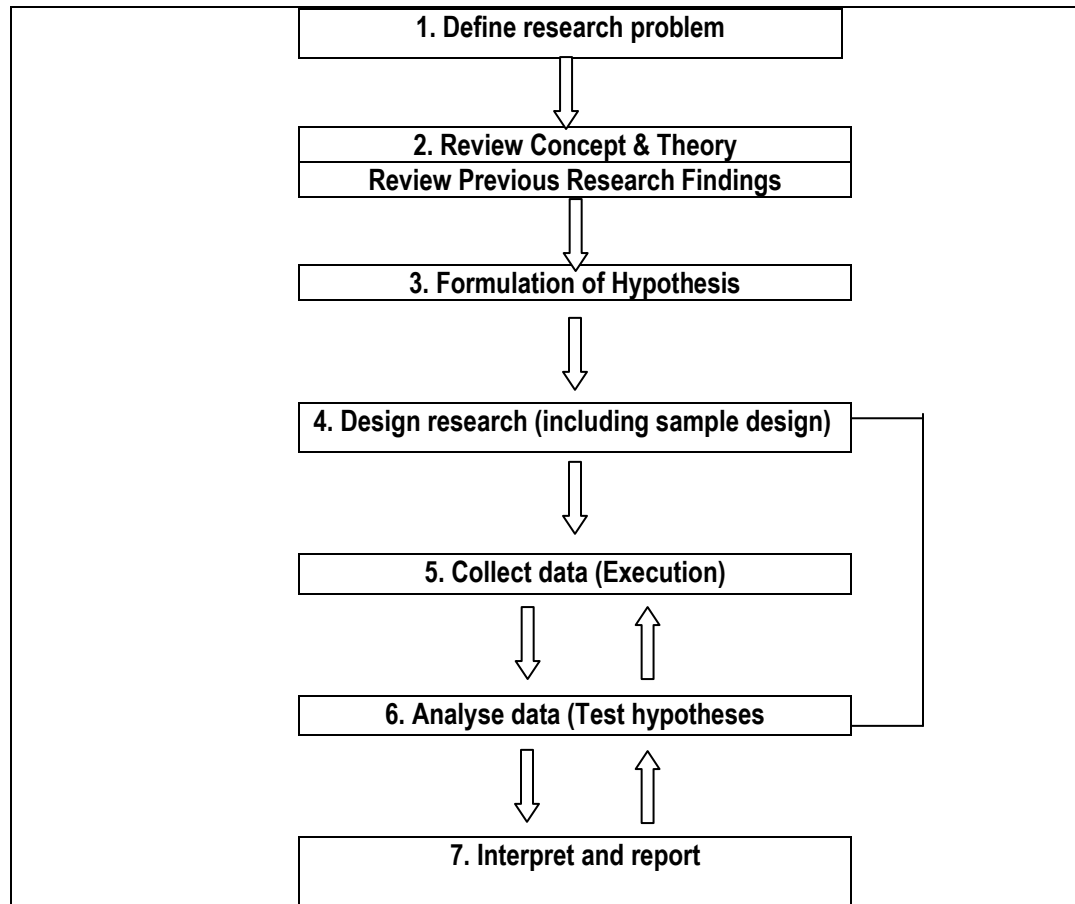 1. Define research problem
2. Review Concept & Theory
Review Previous Research Findings
3. Formulation of Hypothesis
4. Design research (including sample design)
5. Collect data (Execution)
6. Analyse data (Test hypotheses
7. Interpret and report